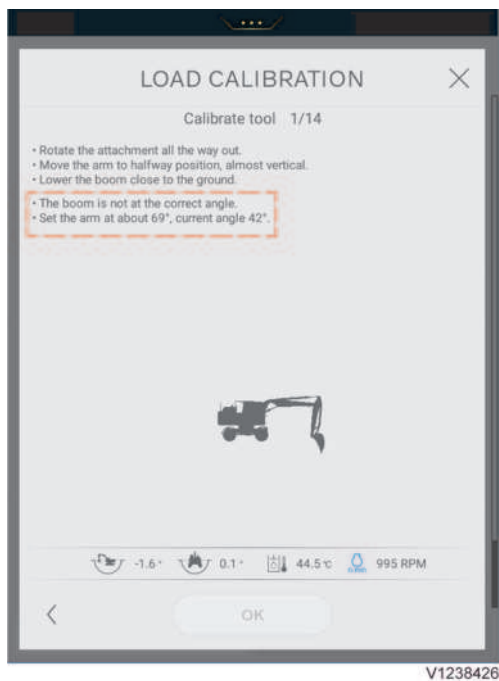 LOAD CALIBRATION
Calibrate tool 1/14
• Rotate the attachment all the way out.
• Move the arm to halfway position, almost vertical.
• Lower the boom close to the ground.
• The boom is not at the correct angle.
• Set the arm at about 69°, current angle 42°.
-1.6° 0.1° 44.5 °C 995 RPM
OK
V1238426